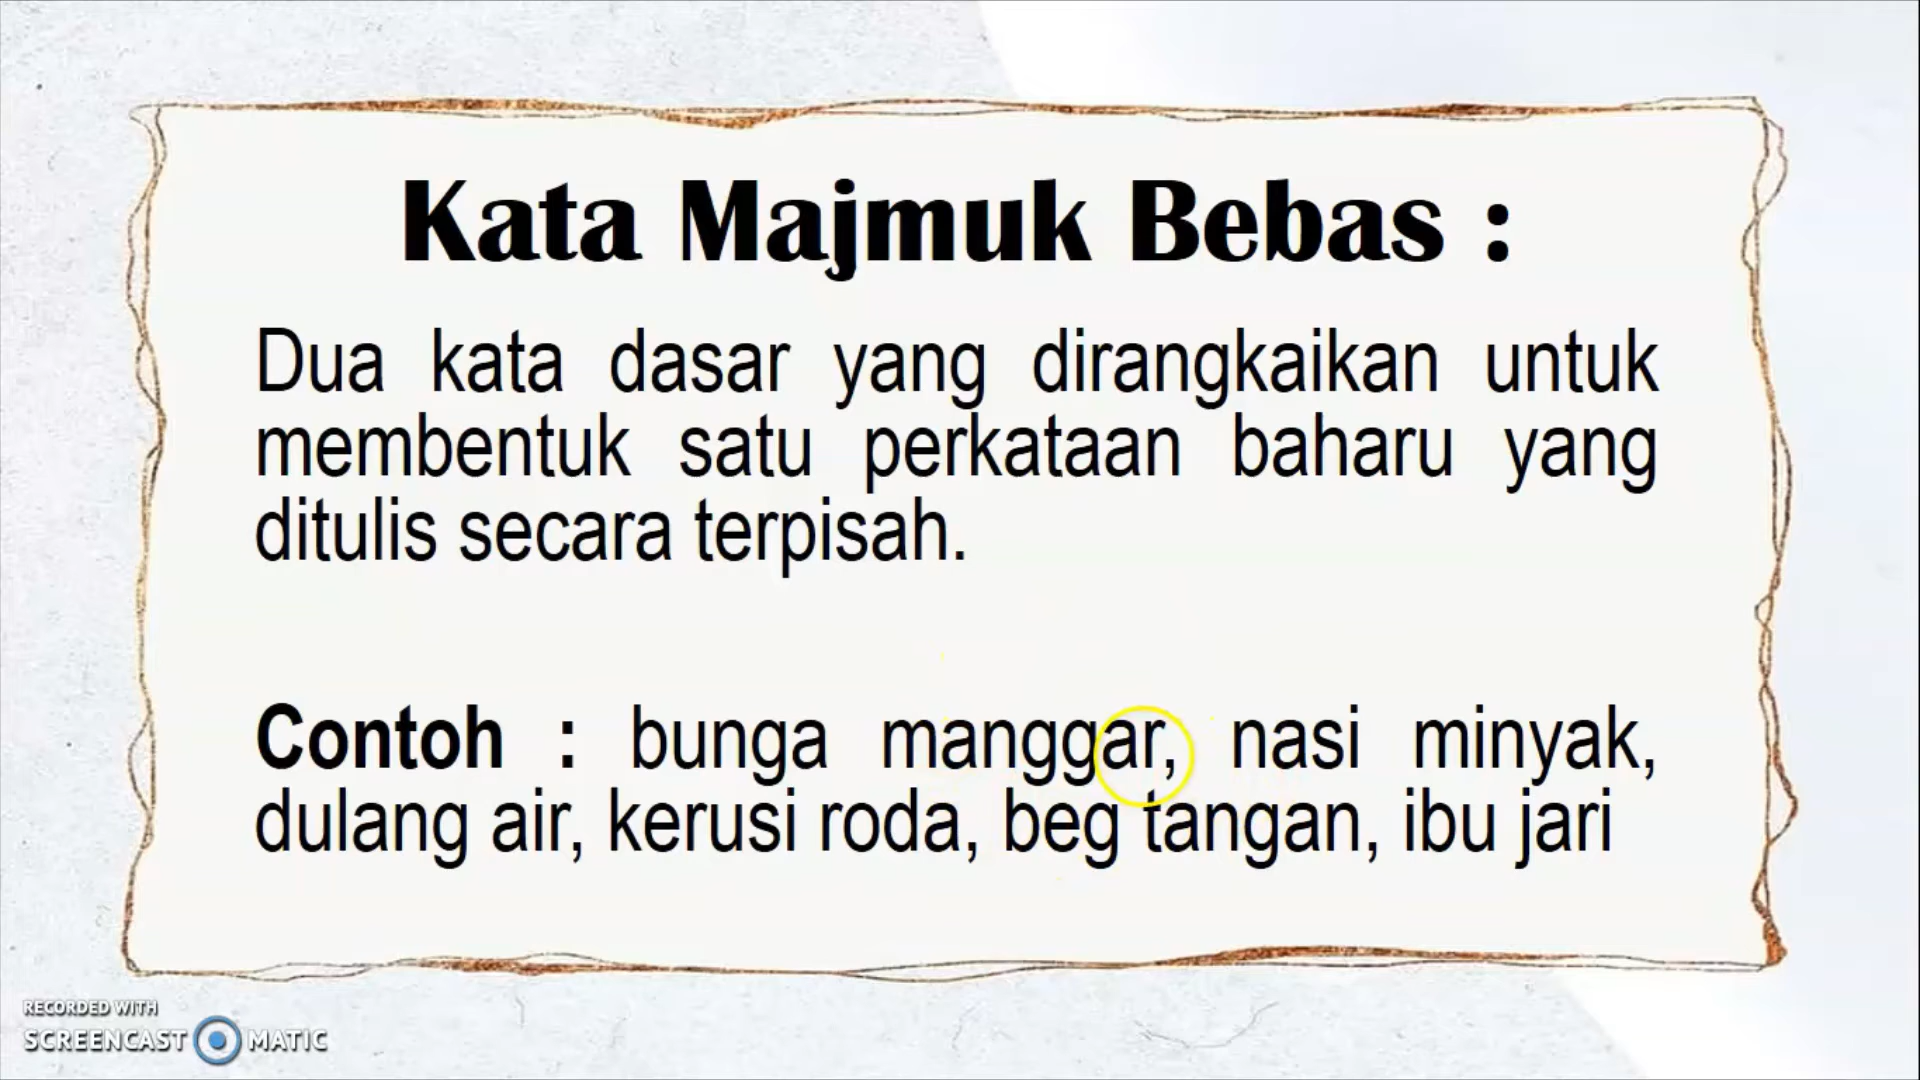 Kata Majmuk Bebas :
Dua kata dasar yang dirangkaikan untuk
membentuk satu perkataan baharu yang
ditulis secara terpisah.
Contoh : bunga manggar, nasi minyak,
dulang air, kerusi roda, beg tangan, ibu jari
RECORDED WITH
SCREENCAST MATIC